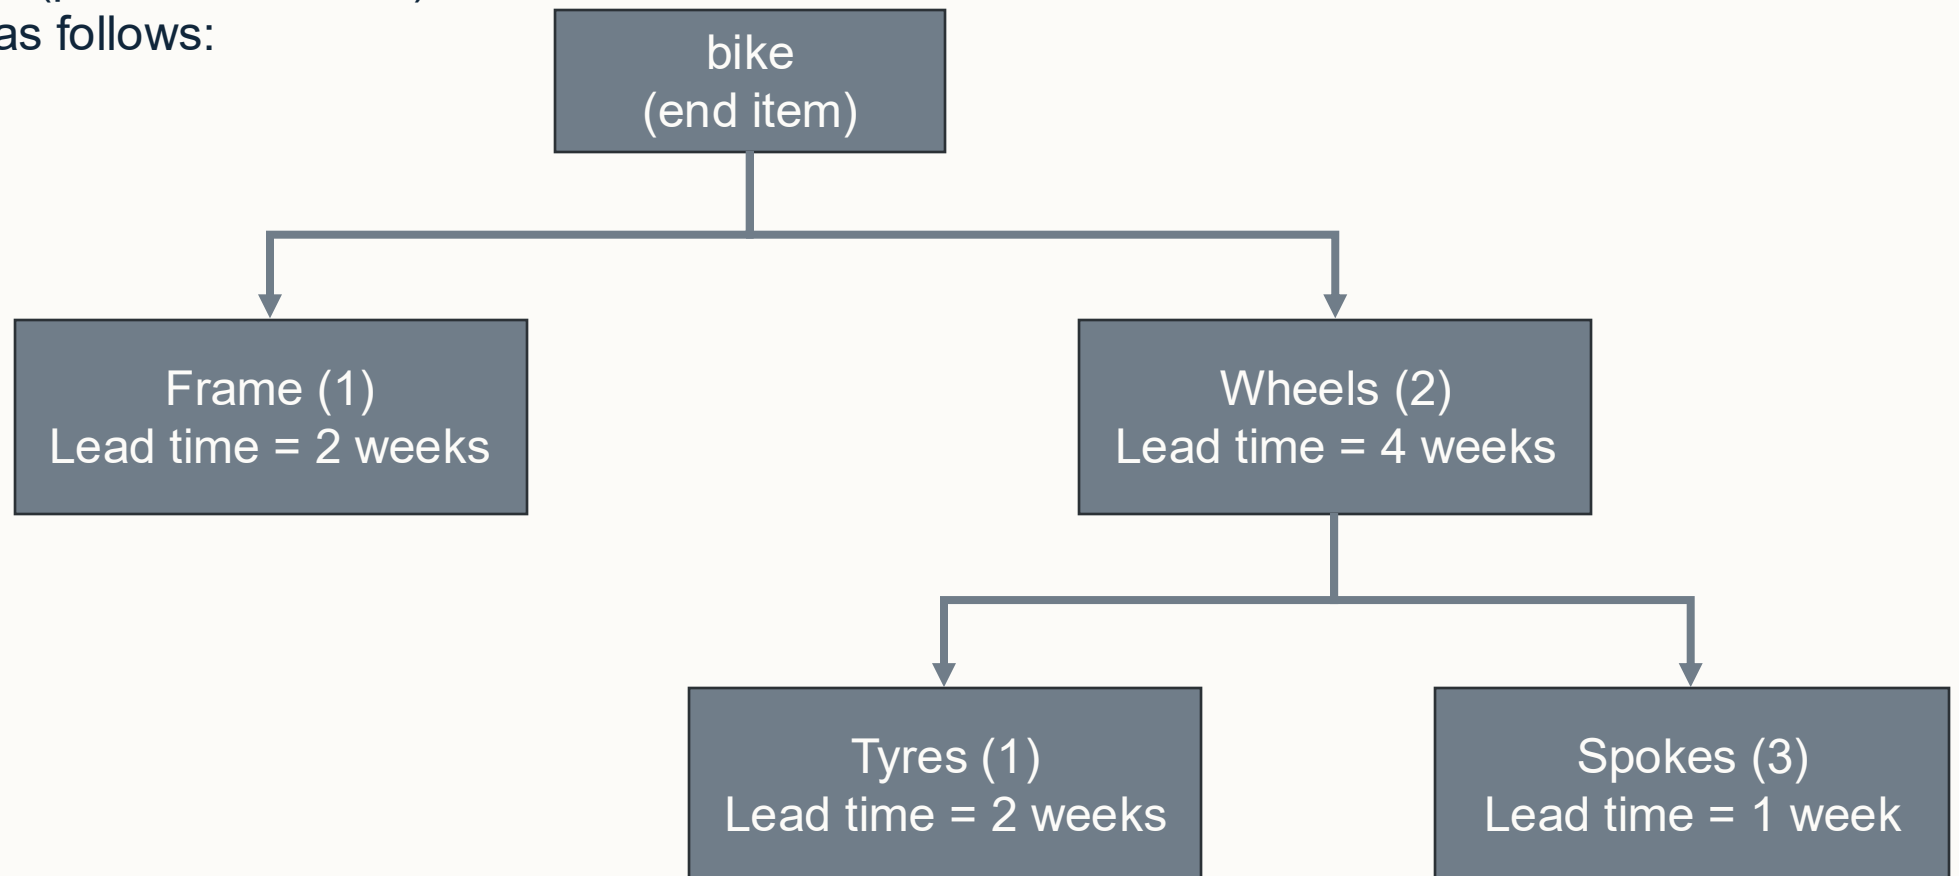 as follows:
bike
(end item)
Frame (1)
Lead time = 2 weeks
Wheels (2)
Lead time = 4 weeks
Tyres (1)
Lead time = 2 weeks
Spokes (3)
Lead time = 1 week